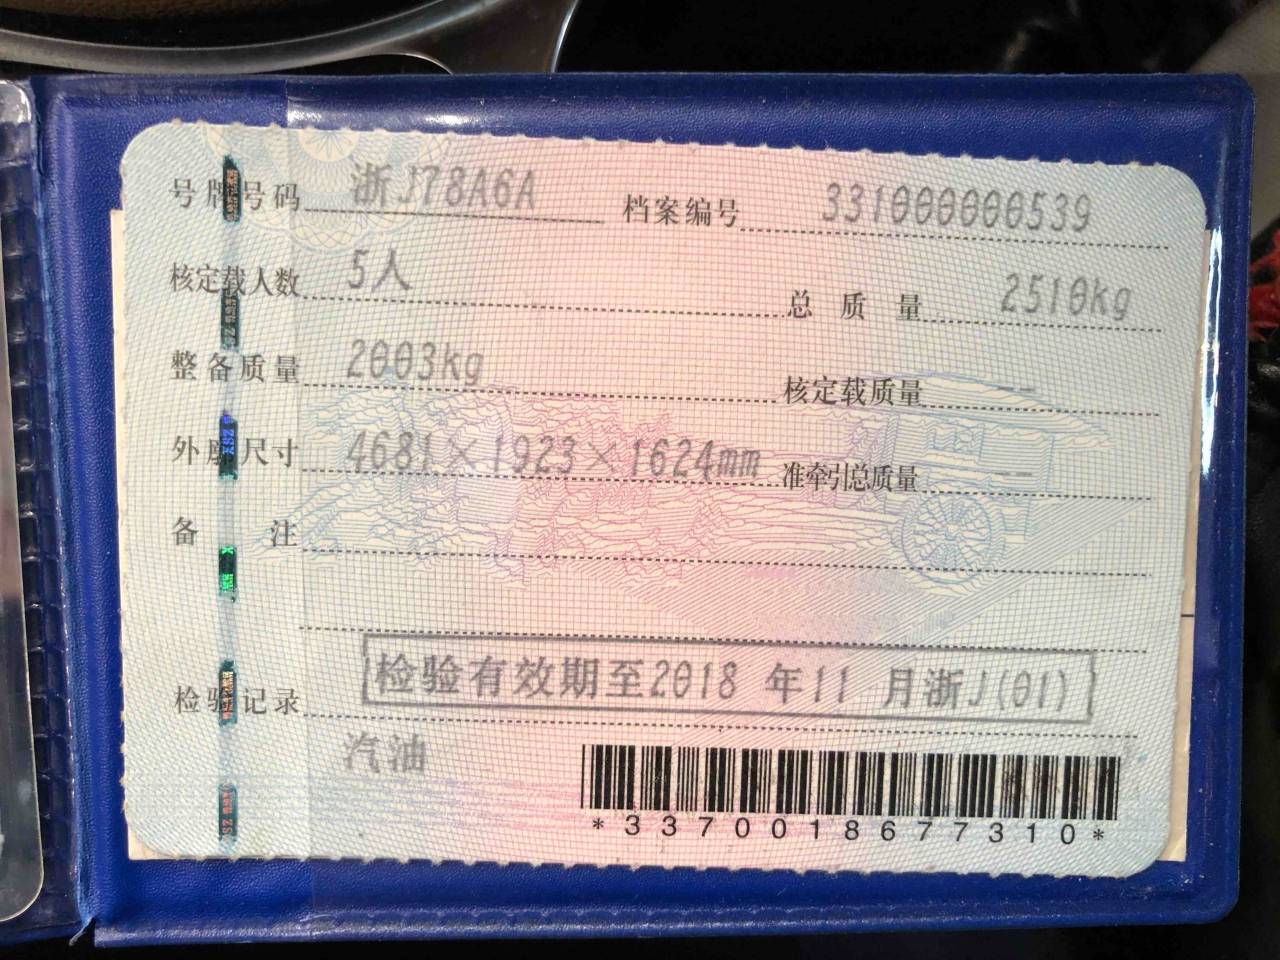 号牌号码 浙J78A6A 档案编号 331000000539
核定载人数 5人 总质量 2510kg
整备质量 2003kg 核定载质量 —
外廓尺寸 4681×1923×1624mm 准牵引总质量 —
备注
检验记录 检验有效期至2018 年11 月浙J(01)
汽油
*3370018677310*